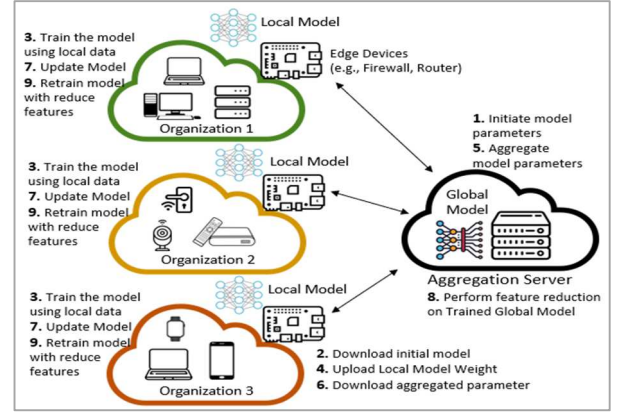 Local Model
3. Train the model
using local data
7. Update Model
9. Retrain model
with reduce
features
Edge Devices
(e.g., Firewall, Router)
Organization 1
1. Initiate model
parameters
5. Aggregate
model parameters
3. Train the model
using local data
7. Update Model
9. Retrain model
with reduce
features
Local Model
Organization 2
Global
Model
Aggregation Server
8. Perform feature reduction
on Trained Global Model
3. Train the model
using local data
7. Update Model
9. Retrain model
with reduce
features
Local Model
Organization 3
2. Download initial model
4. Upload Local Model Weight
6. Download aggregated parameter